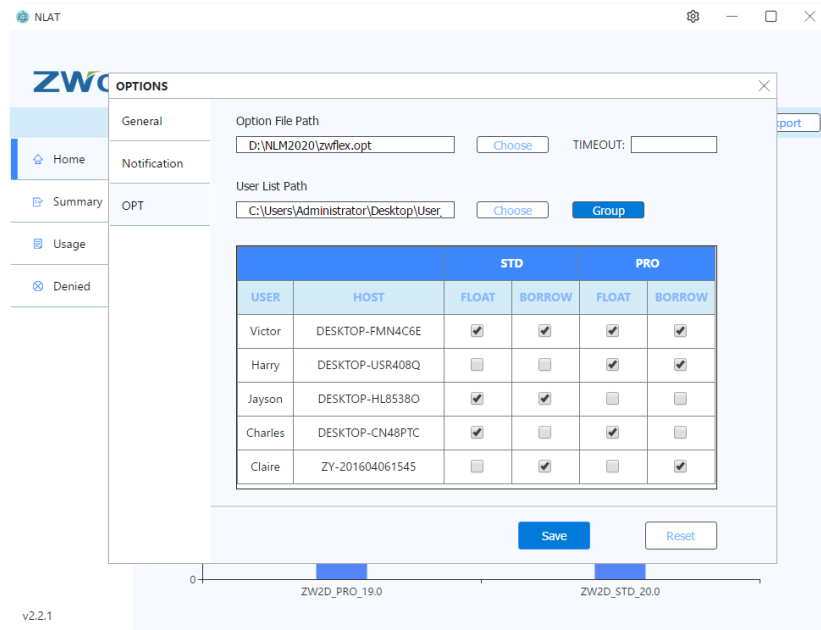 NLAT
ZWC
OPTIONS
General
Notification
OPT
Home
Summary
Usage
Denied
Option File Path
D:\NLM2020\zwflex.opt
Choose
TIMEOUT:
User List Path
C:\Users\Administrator\Desktop\User_
Choose
Group
STD PRO
USER HOST FLOAT BORROW FLOAT BORROW
Victor DESKTOP-FMN4C6E
Harry DESKTOP-USR408Q
Jayson DESKTOP-HL8538O
Charles DESKTOP-CN48PTC
Claire ZY-201604061545
Save Reset
0
ZW2D_PRO_19.0 ZW2D_STD_20.0
v2.2.1